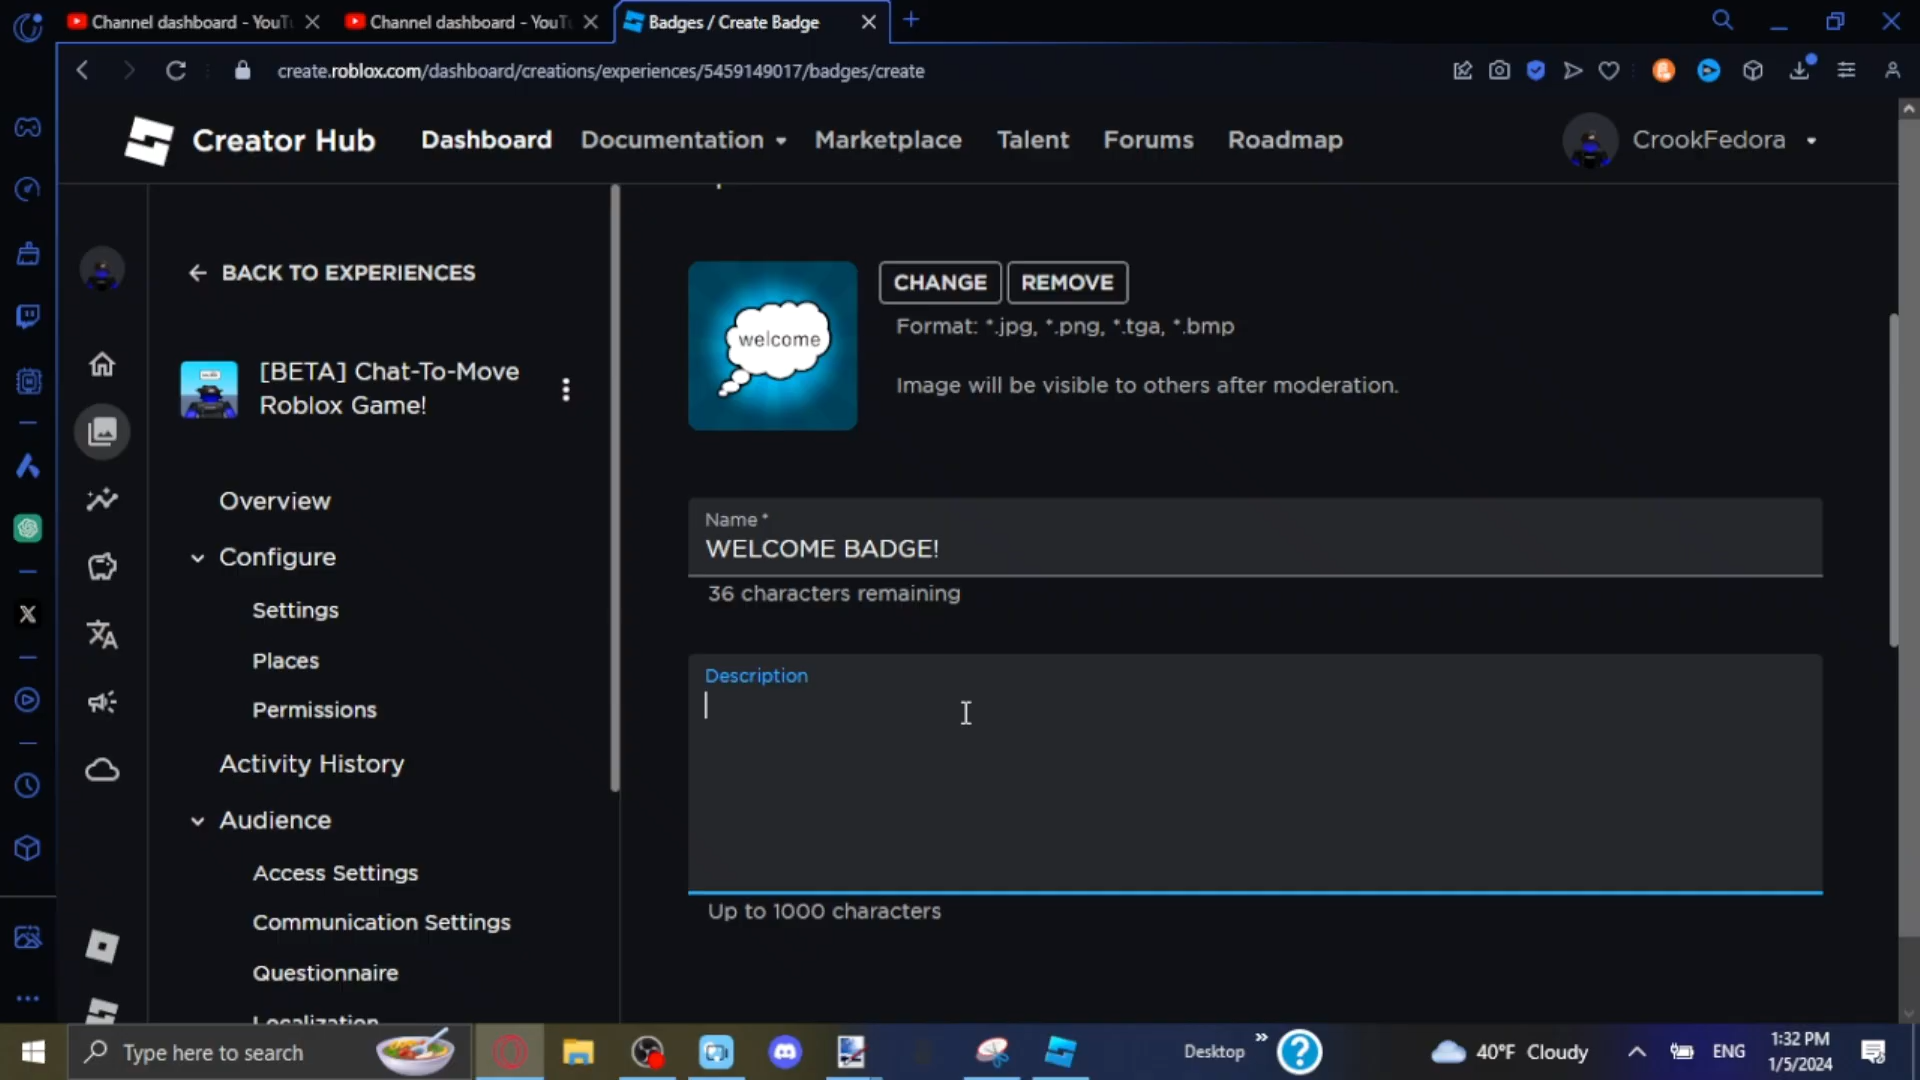 Channel dashboard - YouT
Channel dashboard - YouT
Badges / Create Badge
create.roblox.com/dashboard/creations/experiences/5459149017/badges/create
Creator Hub
Dashboard
Documentation
Marketplace
Talent
Forums
Roadmap
CrookFedora
BACK TO EXPERIENCES
[BETA] Chat-To-Move
Roblox Game!
Overview
Configure
Settings
Places
Permissions
Activity History
Audience
Access Settings
Communication Settings
Questionnaire
Localization
welcome
CHANGE
REMOVE
Format: *.jpg, *.png, *.tga, *.bmp
Image will be visible to others after moderation.
Name*
WELCOME BADGE!
36 characters remaining
Description
Up to 1000 characters
Type here to search
Desktop
40°F Cloudy
ENG
1:32 PM
1/5/2024